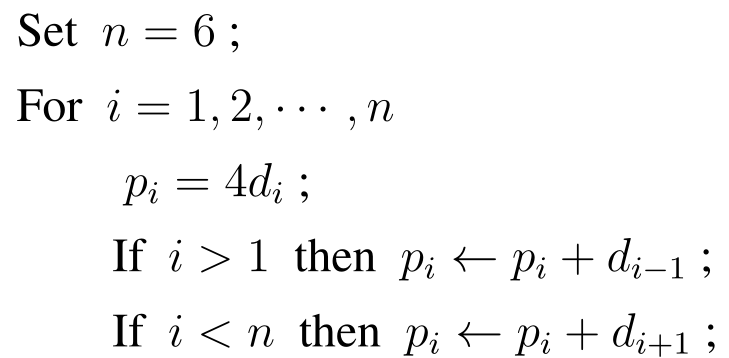 Set n = 6 ;
For i = 1, 2, ⋯ , n
p_i = 4d_i ;
If i > 1 then p_i ← p_i + d_{i−1} ;
If i < n then p_i ← p_i + d_{i+1} ;